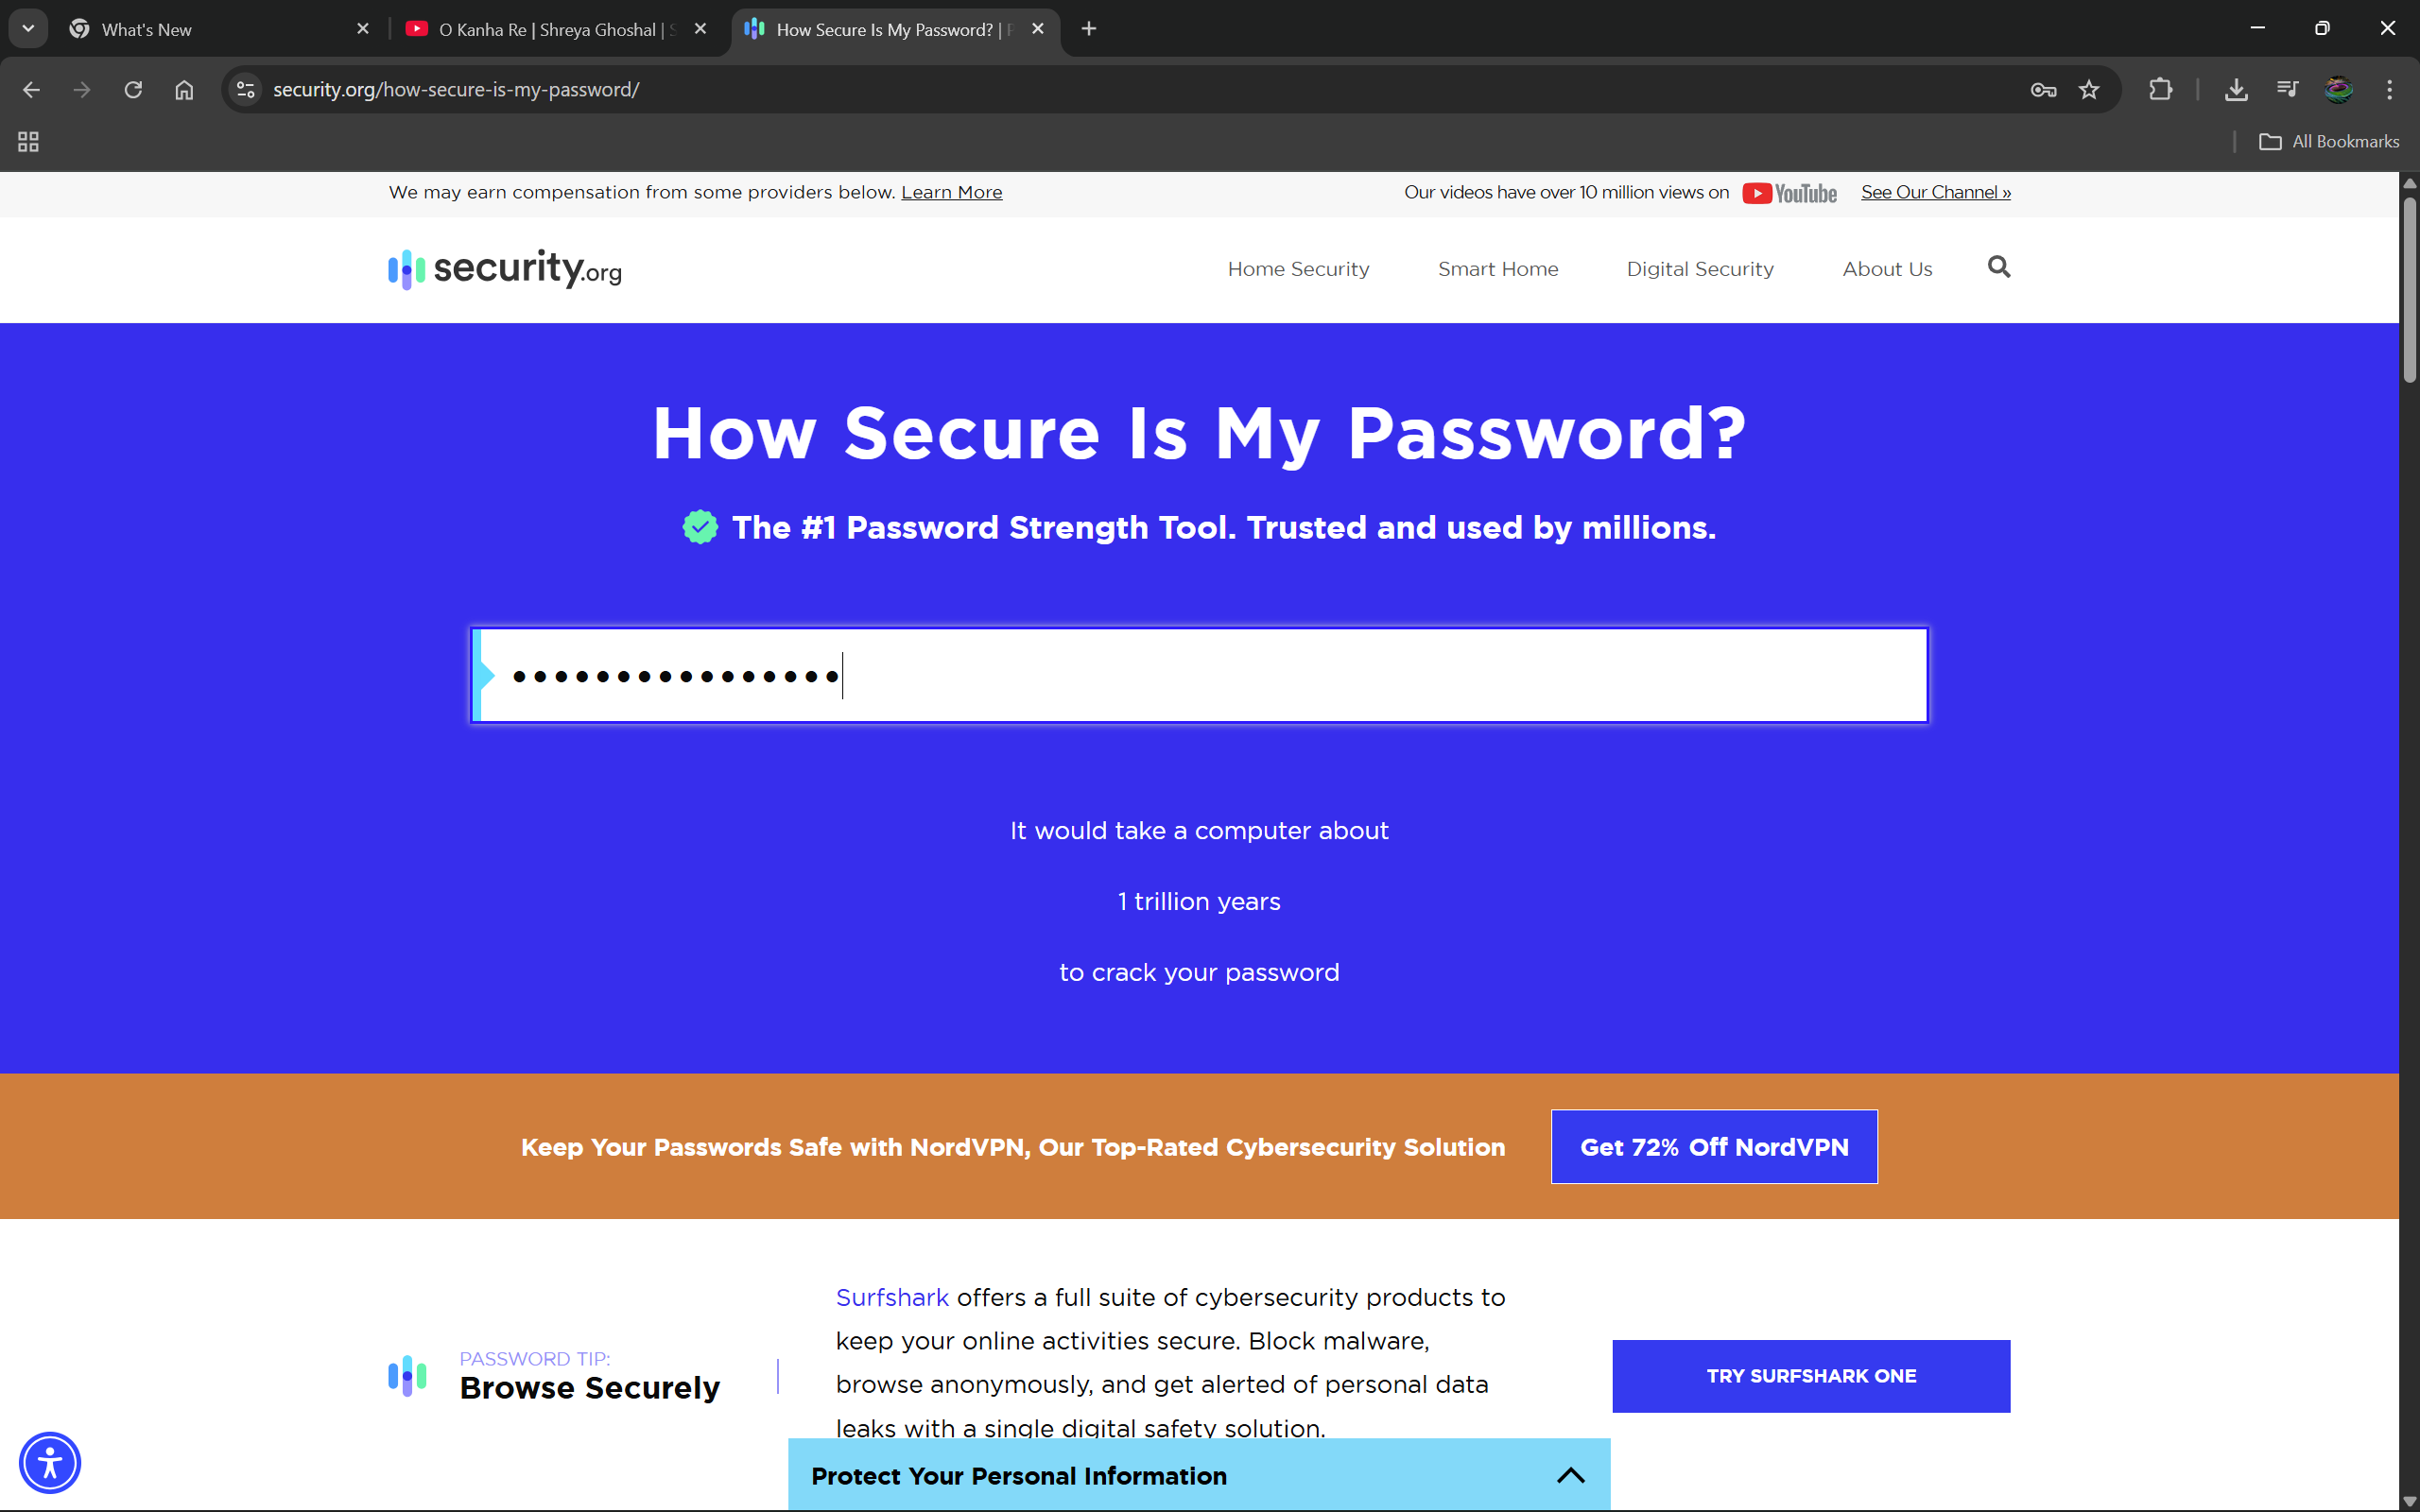 What's New
O Kanha Re | Shreya Ghoshal |
How Secure Is My Password? |
security.org/how-secure-is-my-password/
All Bookmarks
We may earn compensation from some providers below. Learn More
Our videos have over 10 million views on YouTube See Our Channel »
security.org
Home Security
Smart Home
Digital Security
About Us
How Secure Is My Password?
The #1 Password Strength Tool. Trusted and used by millions.
It would take a computer about
1 trillion years
to crack your password
Keep Your Passwords Safe with NordVPN, Our Top-Rated Cybersecurity Solution
Get 72% Off NordVPN
PASSWORD TIP:
Browse Securely
Surfshark offers a full suite of cybersecurity products to
keep your online activities secure. Block malware,
browse anonymously, and get alerted of personal data
leaks with a single digital safety solution.
TRY SURFSHARK ONE
Protect Your Personal Information